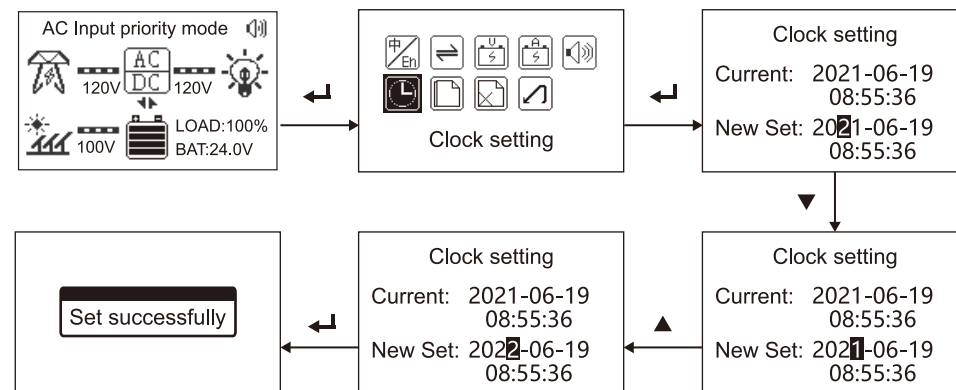 AC Input priority mode
AC
DC
120V
120V
100V
LOAD:100%
BAT:24.0V
中/En
U
A
Clock setting
Clock setting
Current: 2021-06-19
08:55:36
New Set: 2021-06-19
08:55:36
Clock setting
Current: 2021-06-19
08:55:36
New Set: 2021-06-19
08:55:36
Clock setting
Current: 2021-06-19
08:55:36
New Set: 2022-06-19
08:55:36
Set successfully